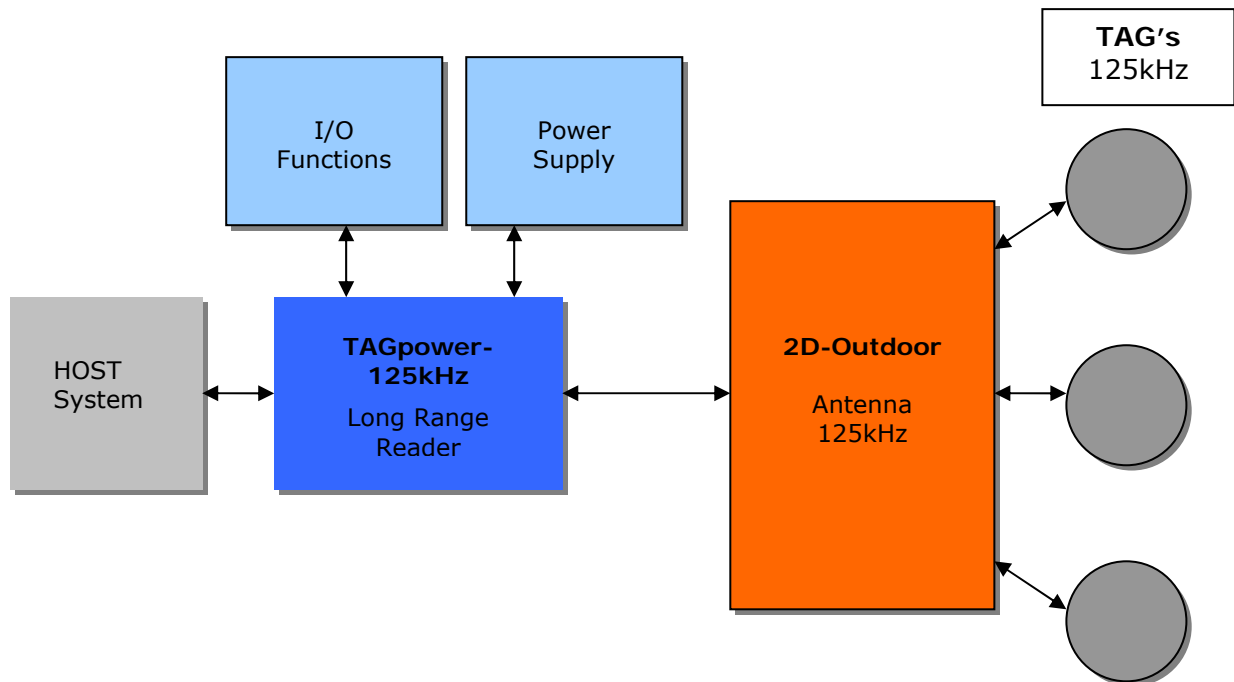 TAG's
125kHz
I/O
Functions
Power
Supply
HOST
System
TAGpower-
125kHz
Long Range
Reader
2D-Outdoor
Antenna
125kHz